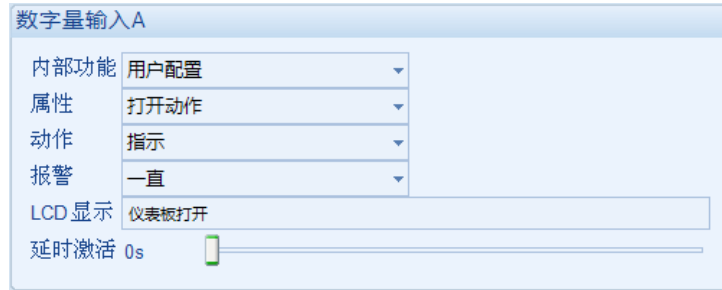 数字量输入A
内部功能 用户配置
属性 打开动作
动作 指示
报警 一直
LCD显示 仪表板打开
延时激活 0s